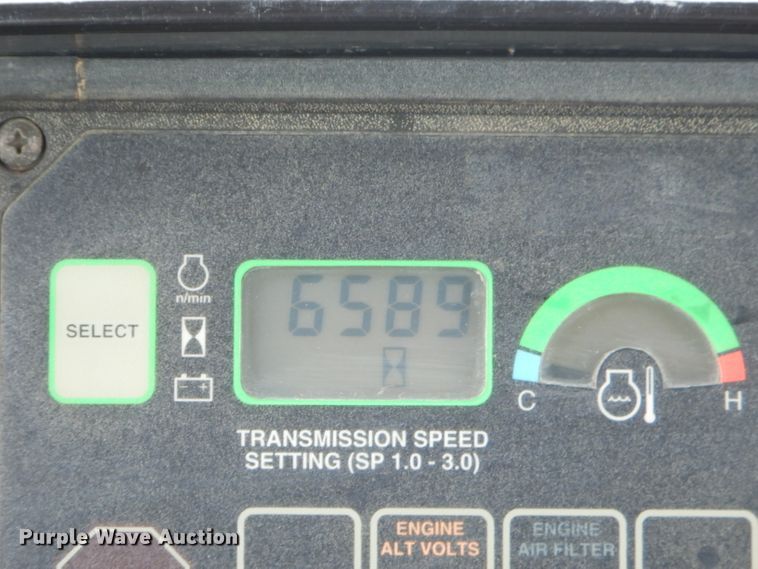 n/min
SELECT
6589
C
H
TRANSMISSION SPEED
SETTING (SP 1.0 - 3.0)
ENGINE
ALT VOLTS
ENGINE
AIR FILTER
Purple Wave Auction